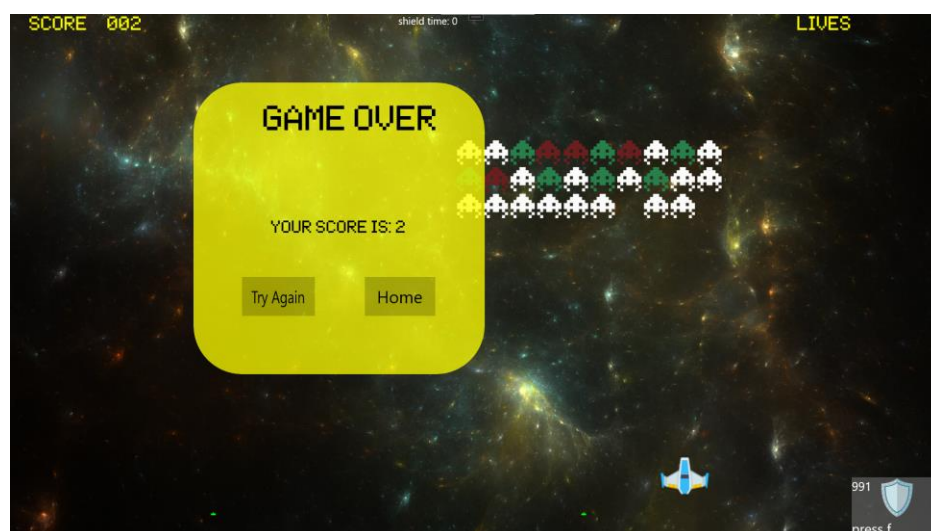 SCORE 002
shield time: 0
LIVES
GAME OVER
YOUR SCORE IS: 2
Try Again
Home
991
press f